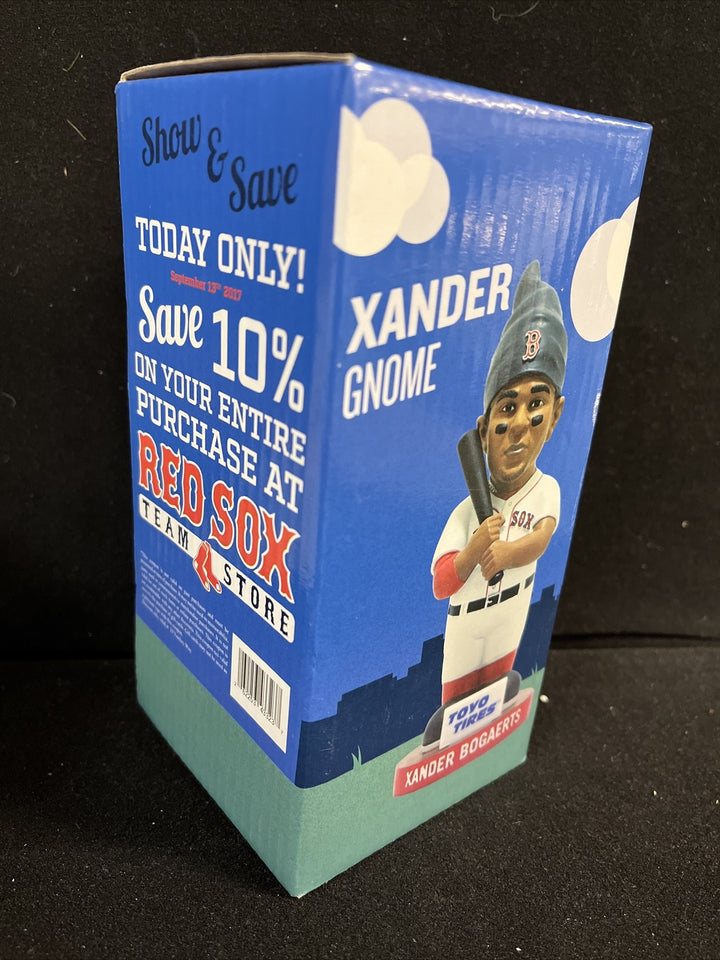 Show
&
Save
TODAY ONLY!
September 13th 2017
Save 10%
ON YOUR ENTIRE
PURCHASE AT
RED SOX
TEAM
STORE
XANDER
GNOME
B
SOX
TOYO
TIRES
XANDER BOGAERTS